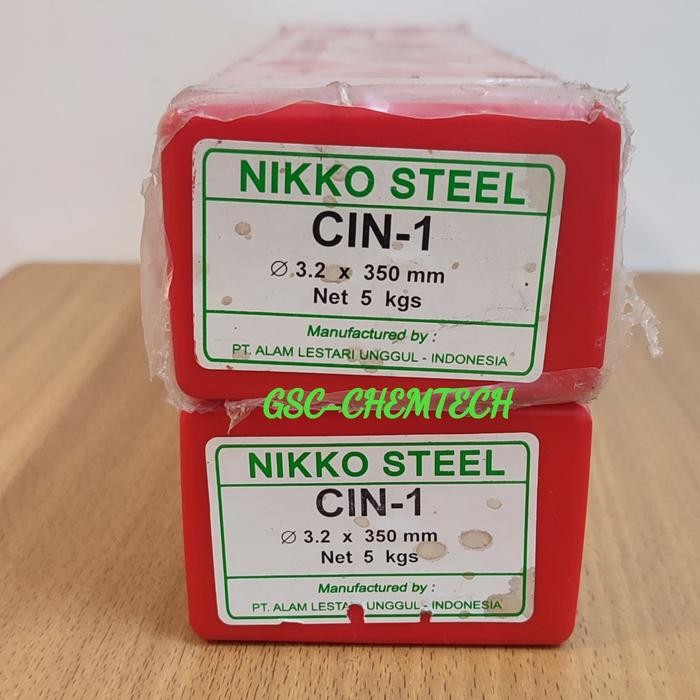 NIKKO STEEL
CIN-1
∅ 3.2 x 350 mm
Net 5 kgs
Manufactured by :
PT. ALAM LESTARI UNGGUL - INDONESIA
GSC-CHEMTECH
NIKKO STEEL
CIN-1
∅ 3.2 x 350 mm
Net 5 kgs
Manufactured by :
PT. ALAM LESTARI UNGGUL - INDONESIA